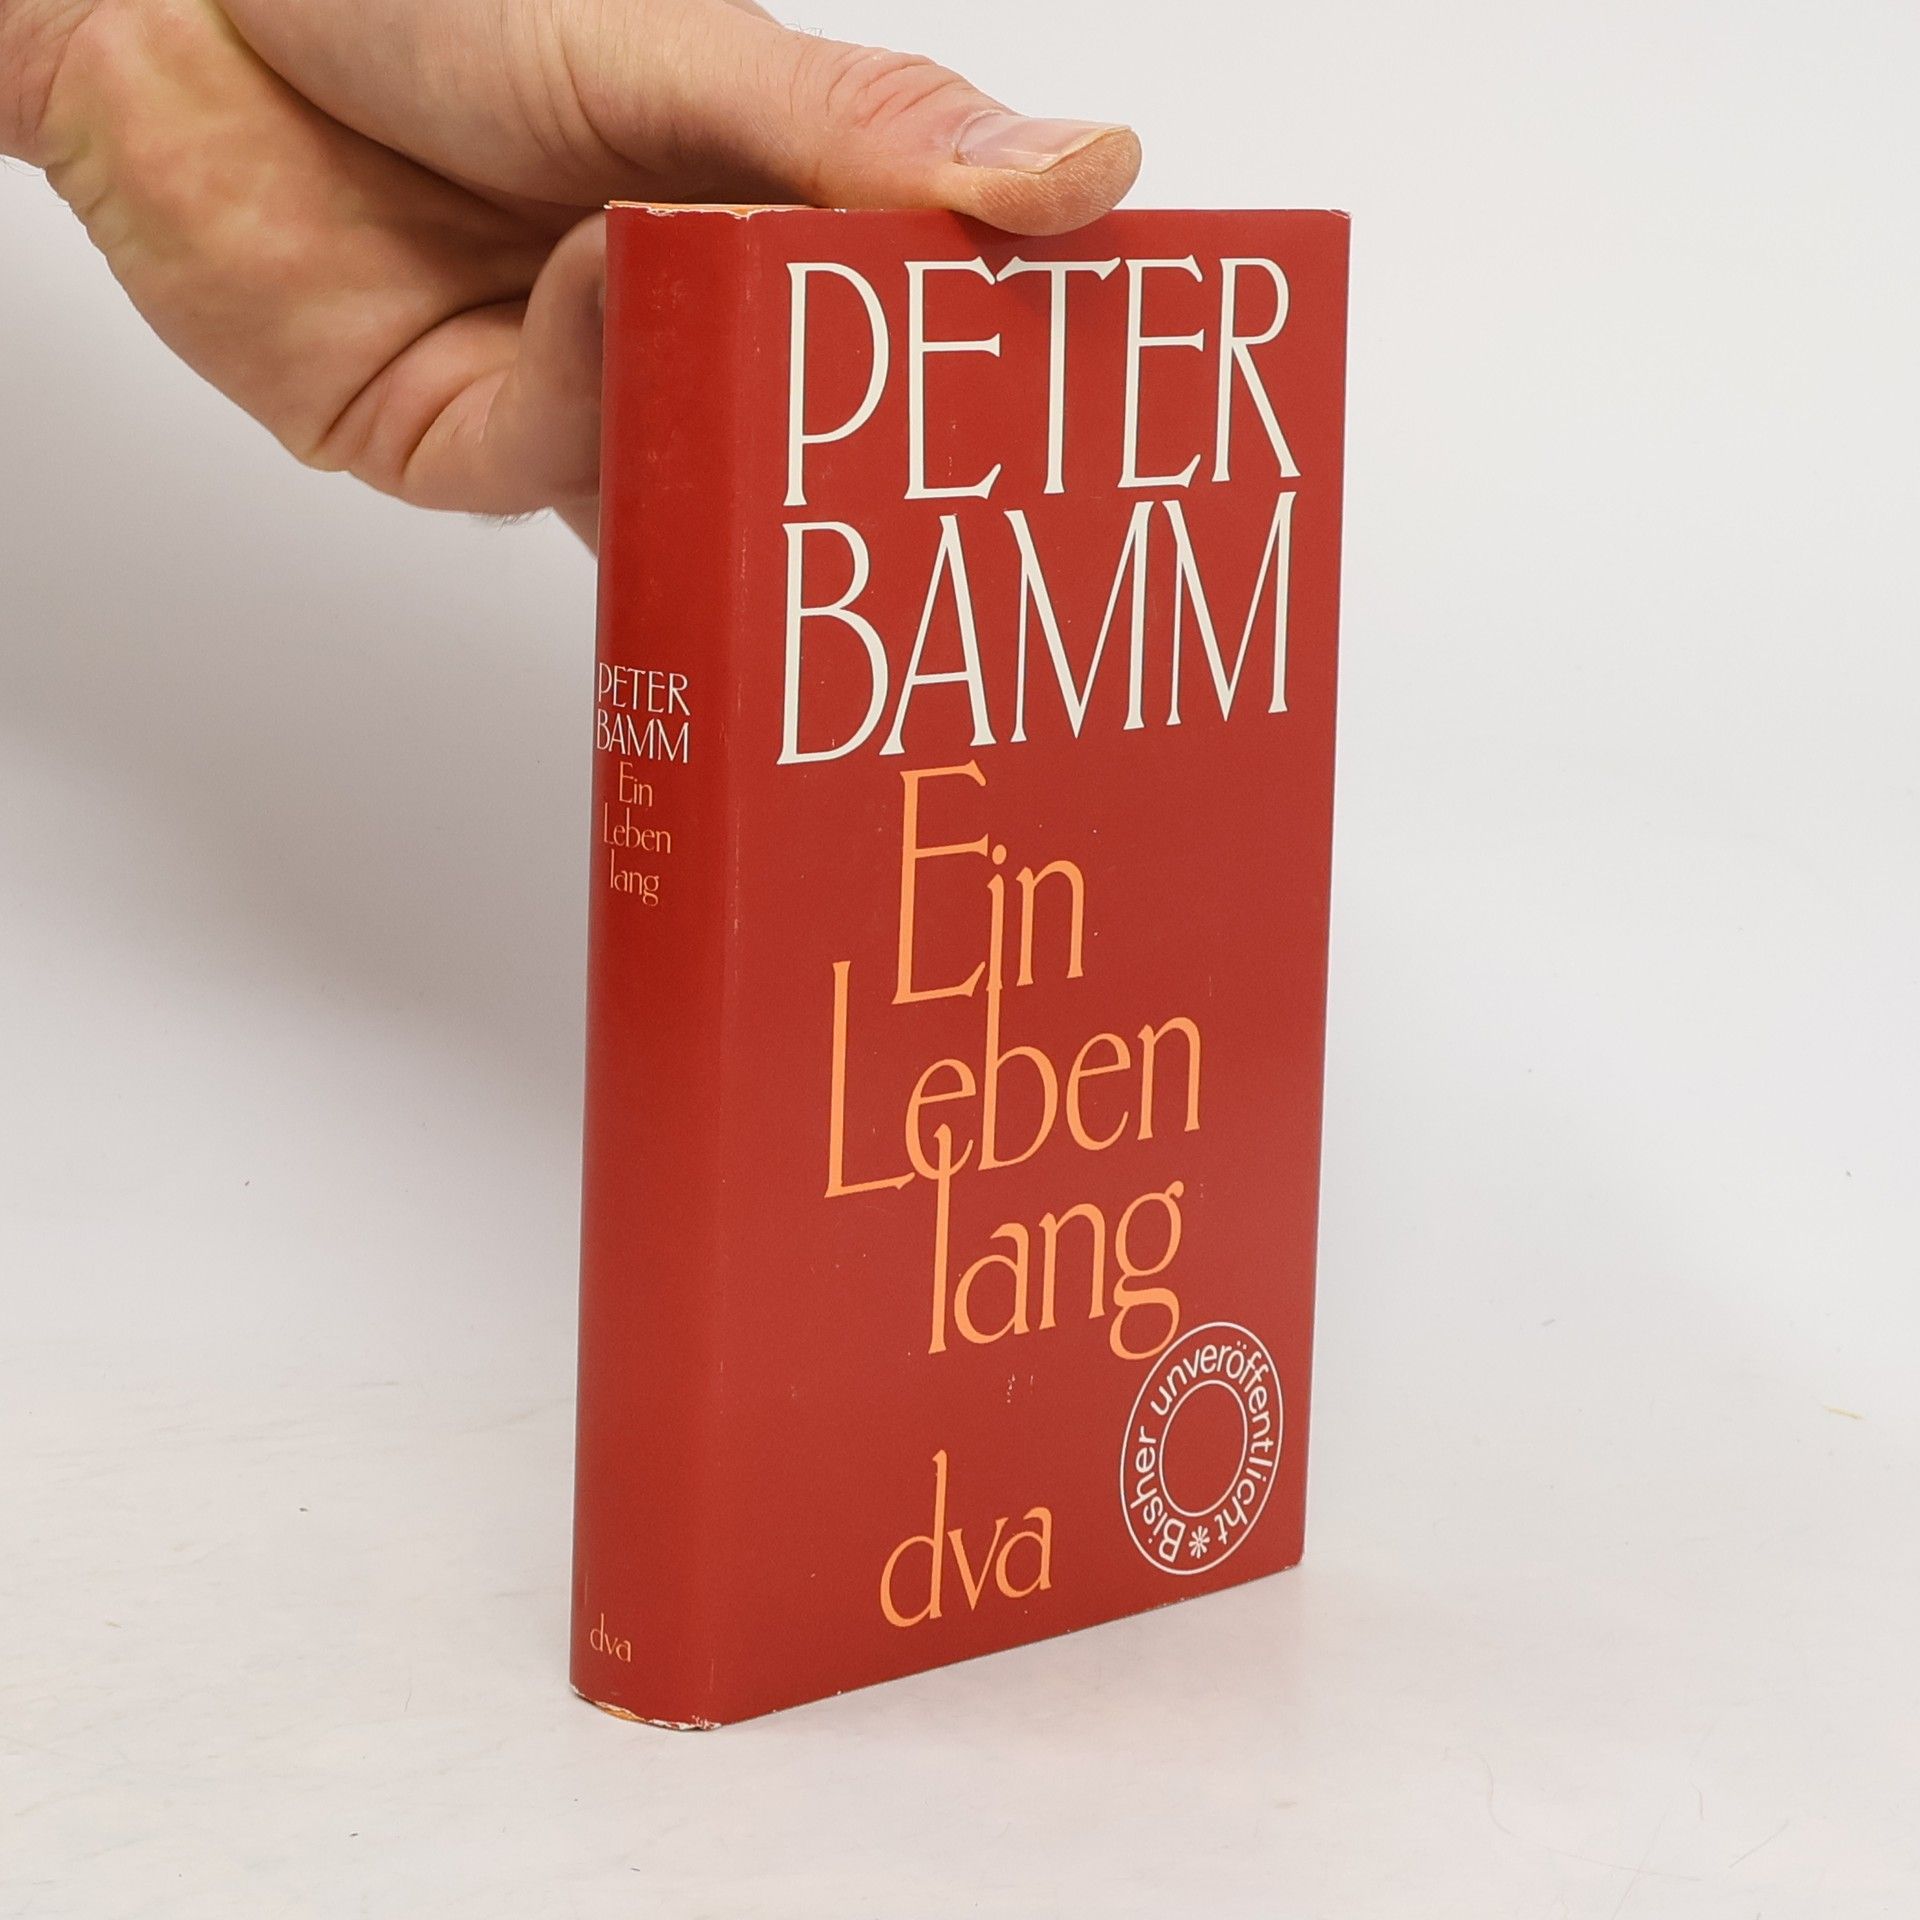 PETER
BAMM
Ein
Leben
lang
dva
PETER
BAMM
Ein
Leben
lang
Bisher unveröffentlicht *
dva